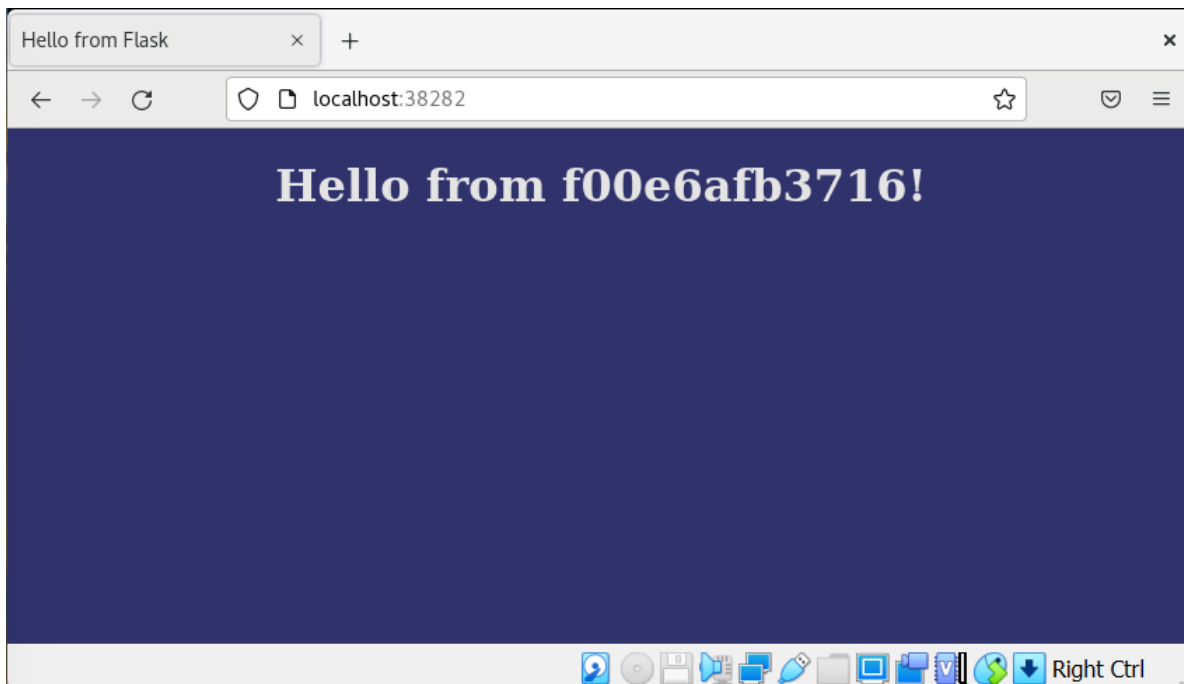 Hello from Flask
localhost:38282
Hello from f00e6afb3716!
V
Right Ctrl